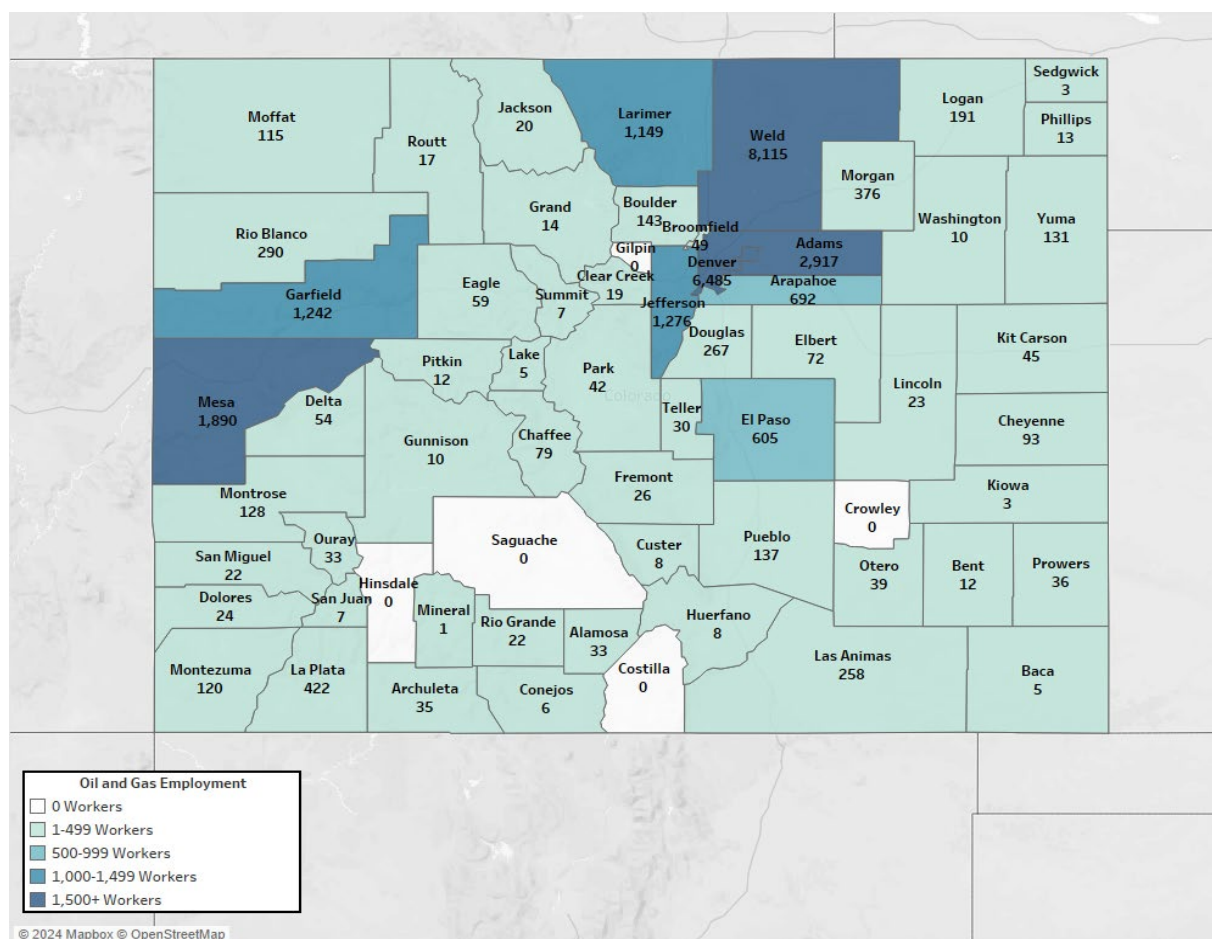 Sedgwick
3
Moffat
115
Jackson
20
Larimer
1,149
Logan
191
Phillips
13
Routt
17
Weld
8,115
Morgan
376
Grand
14
Boulder
143
Washington
10
Yuma
131
Rio Blanco
290
Broomfield
49
Gilpin
0
Adams
2,917
Denver
6,485
Clear Creek
19
Eagle
59
Summit
7
Arapahoe
692
Garfield
1,242
Jefferson
1,276
Douglas
267
Elbert
72
Kit Carson
45
Pitkin
12
Lake
5
Park
42
Colorado
Lincoln
23
Mesa
1,890
Delta
54
Teller
30
El Paso
605
Cheyenne
93
Gunnison
10
Chaffee
79
Fremont
26
Kiowa
3
Montrose
128
Crowley
0
Ouray
33
Saguache
0
Custer
8
Pueblo
137
San Miguel
22
Otero
39
Bent
12
Prowers
36
Hinsdale
0
Dolores
24
San Juan
7
Mineral
1
Rio Grande
22
Alamosa
33
Huerfano
8
Montezuma
120
La Plata
422
Costilla
0
Las Animas
258
Baca
5
Archuleta
35
Conejos
6
Oil and Gas Employment
0 Workers
1-499 Workers
500-999 Workers
1,000-1,499 Workers
1,500+ Workers
© 2024 Mapbox © OpenStreetMap